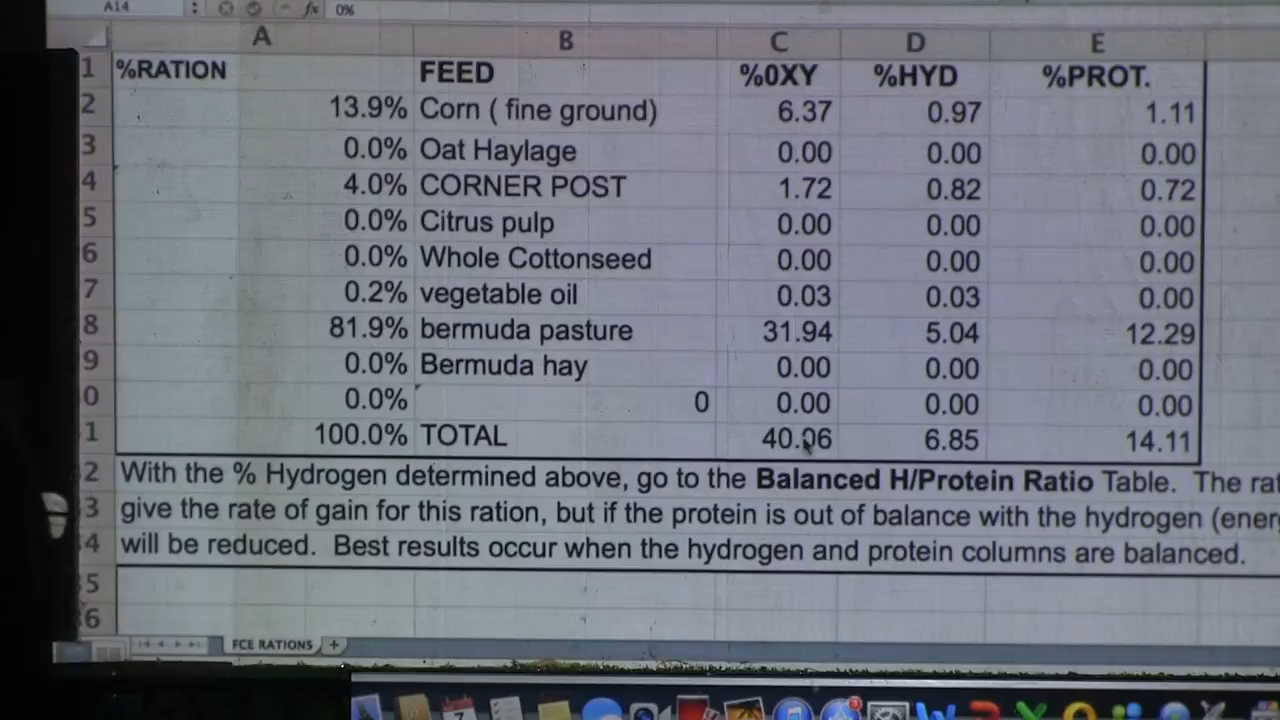 A14 fx 0%
A B C D E
1 %RATION FEED %0XY %HYD %PROT.
2 13.9% Corn ( fine ground) 6.37 0.97 1.11
3 0.0% Oat Haylage 0.00 0.00 0.00
4 4.0% CORNER POST 1.72 0.82 0.72
5 0.0% Citrus pulp 0.00 0.00 0.00
6 0.0% Whole Cottonseed 0.00 0.00 0.00
7 0.2% vegetable oil 0.03 0.03 0.00
8 81.9% bermuda pasture 31.94 5.04 12.29
9 0.0% Bermuda hay 0.00 0.00 0.00
0 0.0% 0 0.00 0.00 0.00
1 100.0% TOTAL 40.06 6.85 14.11
2 With the % Hydrogen determined above, go to the Balanced H/Protein Ratio Table. The
3 give the rate of gain for this ration, but if the protein is out of balance with the hydrogen
4 will be reduced. Best results occur when the hydrogen and protein columns are balanced.
5
6
FCE RATIONS +